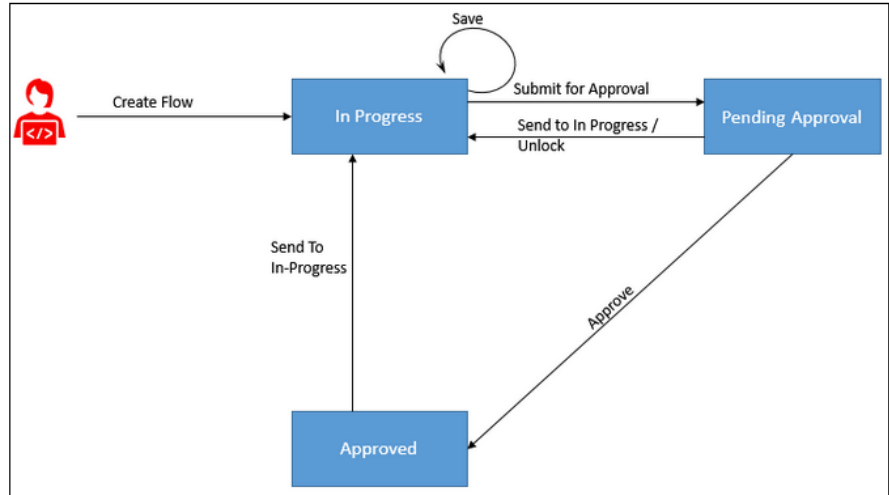 Save
Create Flow
In Progress
Submit for Approval
Send to In Progress /
Unlock
Pending Approval
Send To
In-Progress
Approve
Approved